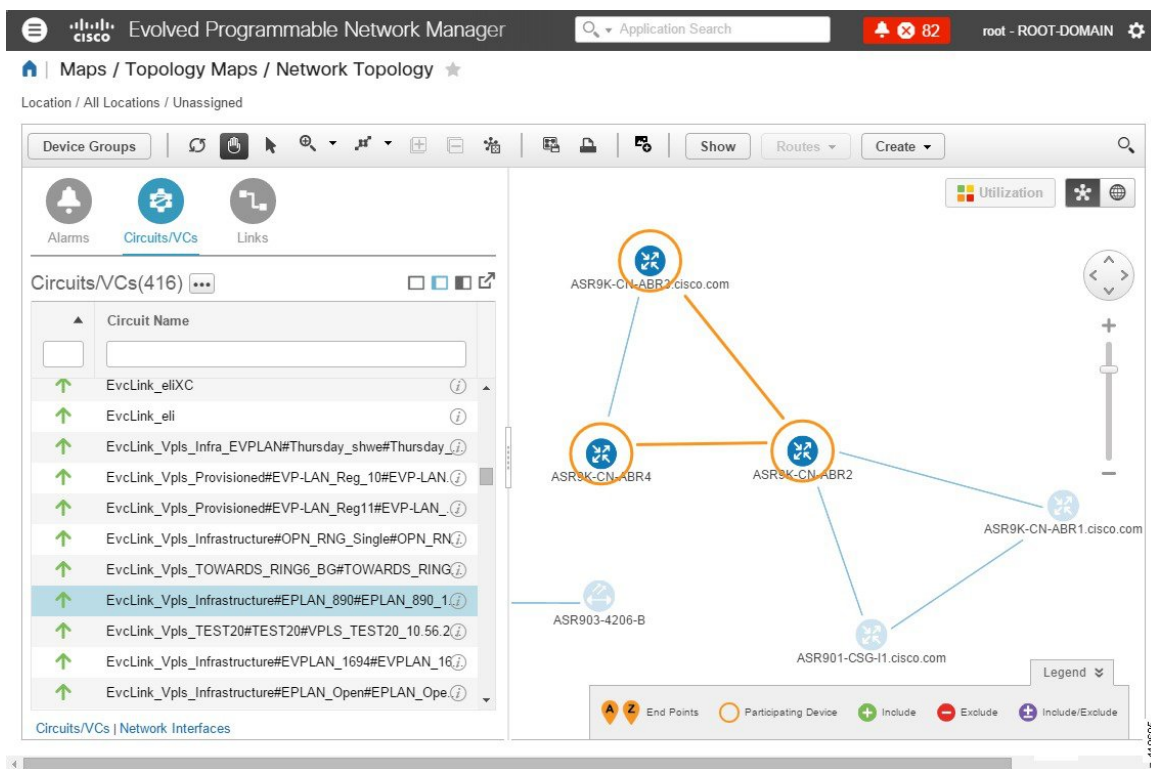 cisco Evolved Programmable Network Manager
Application Search
82
root - ROOT-DOMAIN
Maps / Topology Maps / Network Topology
Location / All Locations / Unassigned
Device Groups
Show
Routes
Create
Alarms
Circuits/VCs
Links
Utilization
Circuits/VCs(416)
Circuit Name
EvcLink_eliXC
EvcLink_eli
EvcLink_Vpls_Infra_EVPLAN#Thursday_shwe#Thursday_
EvcLink_Vpls_Provisioned#EVP-LAN_Reg_10#EVP-LAN.
EvcLink_Vpls_Provisioned#EVP-LAN_Reg11#EVP-LAN_.
EvcLink_Vpls_Infrastructure#OPN_RNG_Single#OPN_RN
EvcLink_Vpls_TOWARDS_RING6_BG#TOWARDS_RING
EvcLink_Vpls_Infrastructure#EPLAN_890#EPLAN_890_1.
EvcLink_Vpls_TEST20#TEST20#VPLS_TEST20_10.56.2
EvcLink_Vpls_Infrastructure#EVPLAN_1694#EVPLAN_16
EvcLink_Vpls_Infrastructure#EPLAN_Open#EPLAN_Ope.
Circuits/VCs | Network Interfaces
ASR9K-CN-ABR3.cisco.com
ASR9K-CN-ABR4
ASR9K-CN-ABR2
ASR9K-CN-ABR1.cisco.com
ASR903-4206-B
ASR901-CSG-I1.cisco.com
Legend
A Z End Points
Participating Device
Include
Exclude
Include/Exclude